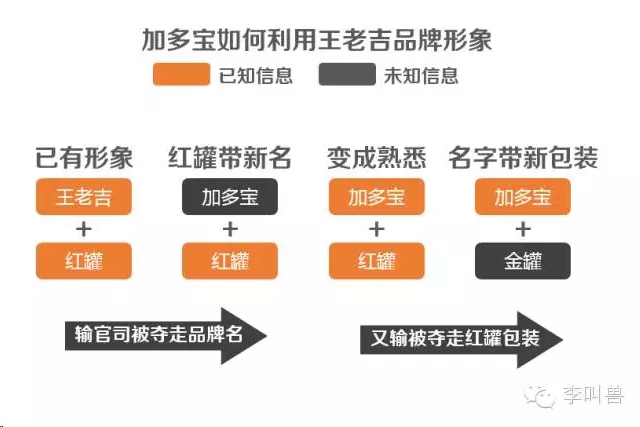 加多宝如何利用王老吉品牌形象
已知信息 未知信息
已有形象 红罐带新名 变成熟悉 名字带新包装
王老吉 加多宝 加多宝 加多宝
+ + + +
红罐 红罐 红罐 金罐
输官司被夺走品牌名 又输被夺走红罐包装
李叫兽